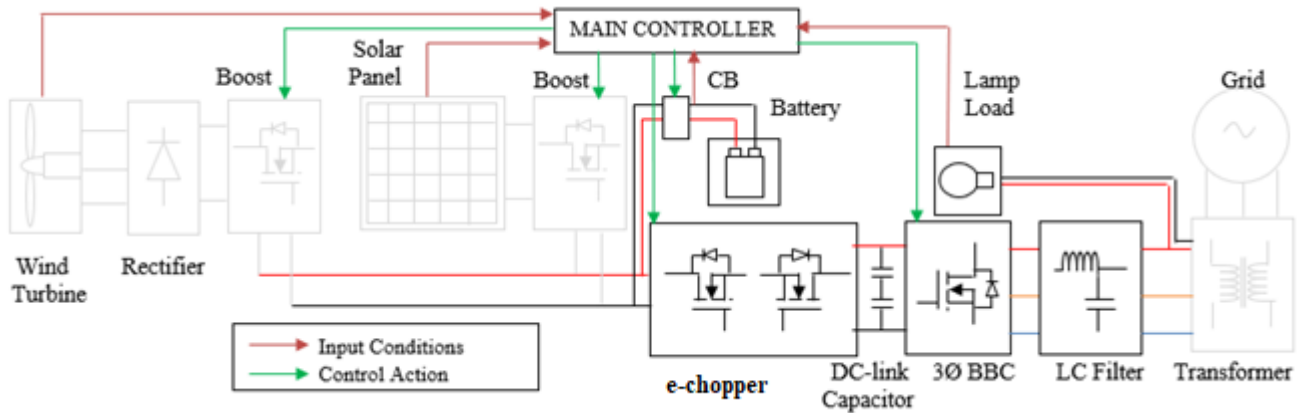 MAIN CONTROLLER
Solar
Panel
Boost
Boost
CB
Battery
Lamp
Load
Grid
Wind
Turbine
Rectifier
Input Conditions
Control Action
e-chopper
DC-link
Capacitor
3Ø BBC
LC Filter
Transformer